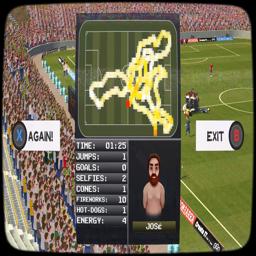 X AGAIN!
EXIT B
TIME: 01:25
JUMPS: 1
GOALS: 0
SELFIES: 2
CONES: 1
FIREWORKS: 10
HOT-DOGS: 1
ENERGY: 4
JOSÉ